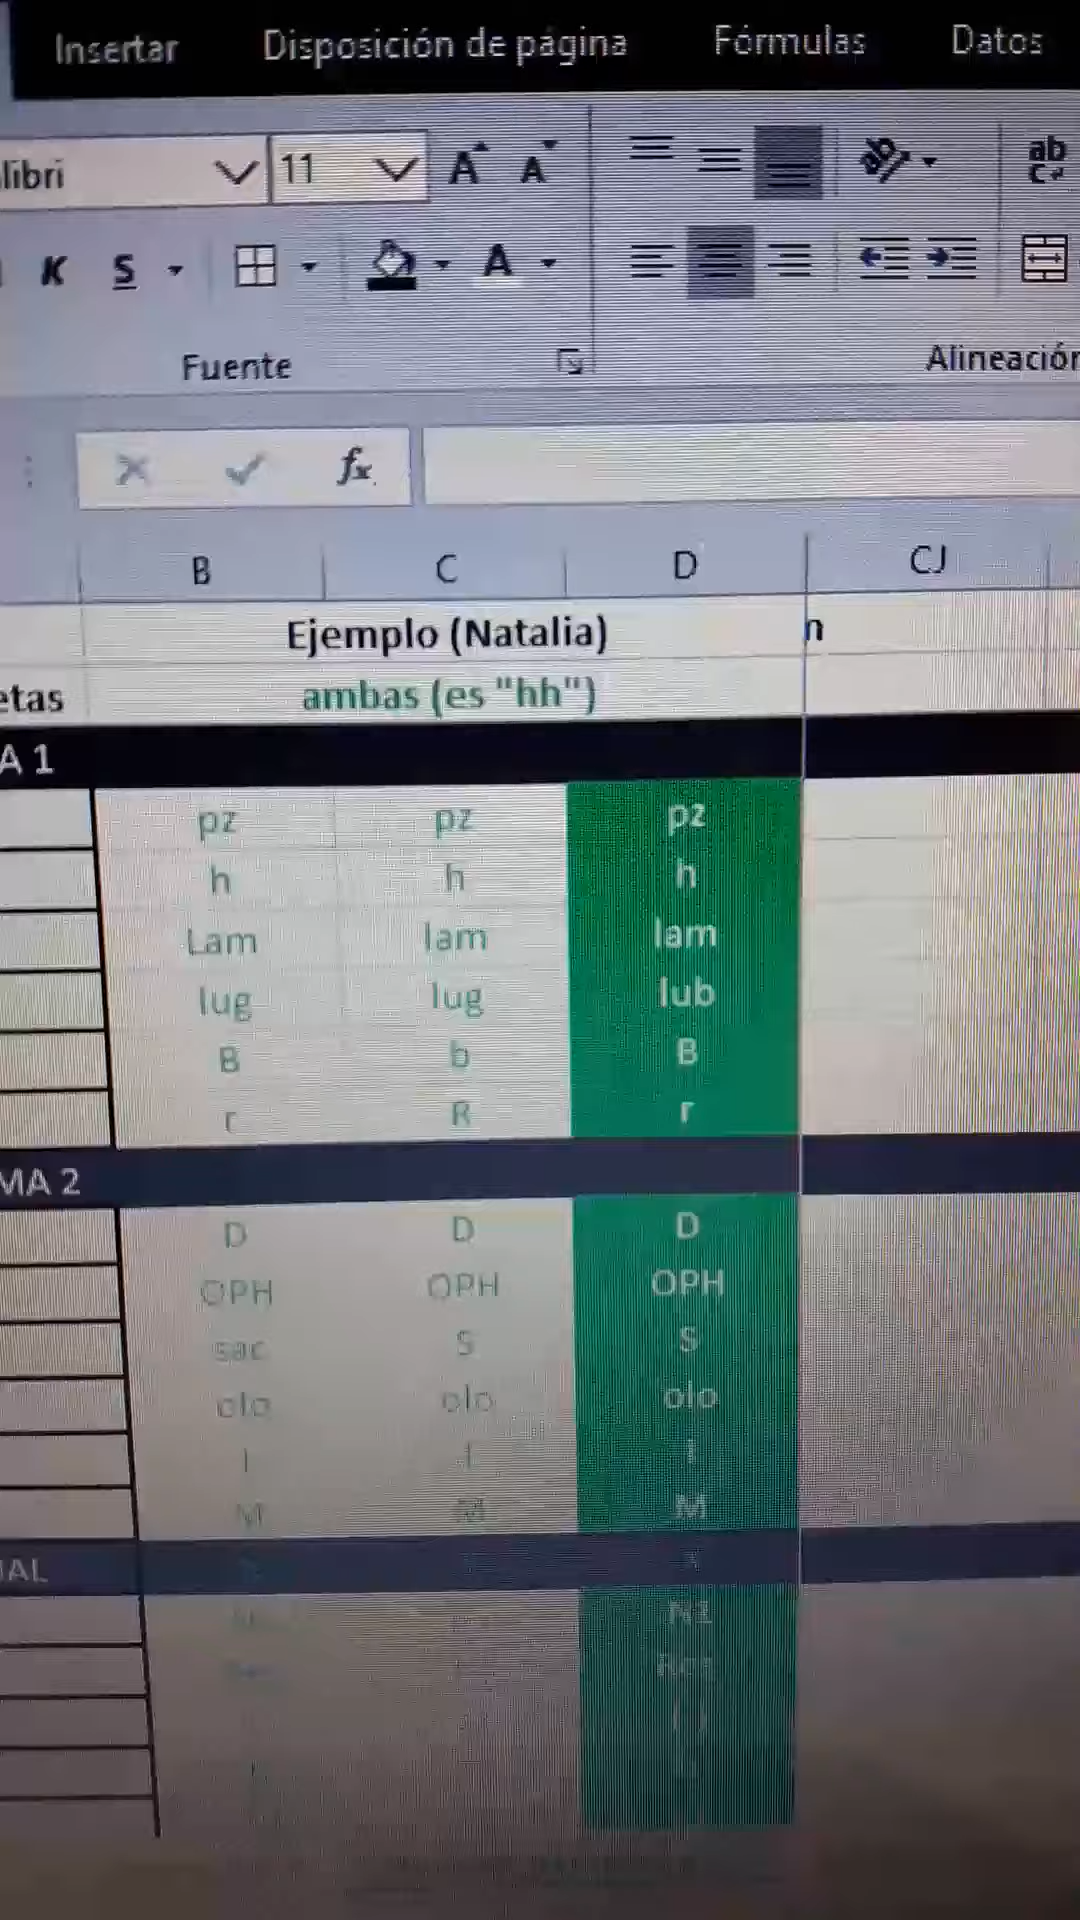 Insertar Disposición de página Fórmulas Datos
libri 11 A A ab
K S A
Fuente Alineación
fx
B C D CJ
Ejemplo (Natalia) n
etas ambas (es "hh")
A 1
pz pz pz
h h h
Lam lam lam
lug lug lub
B b B
r R r
MA 2
D D D
OPH OPH OPH
sac S S
olo olo olo
I I i
M M M